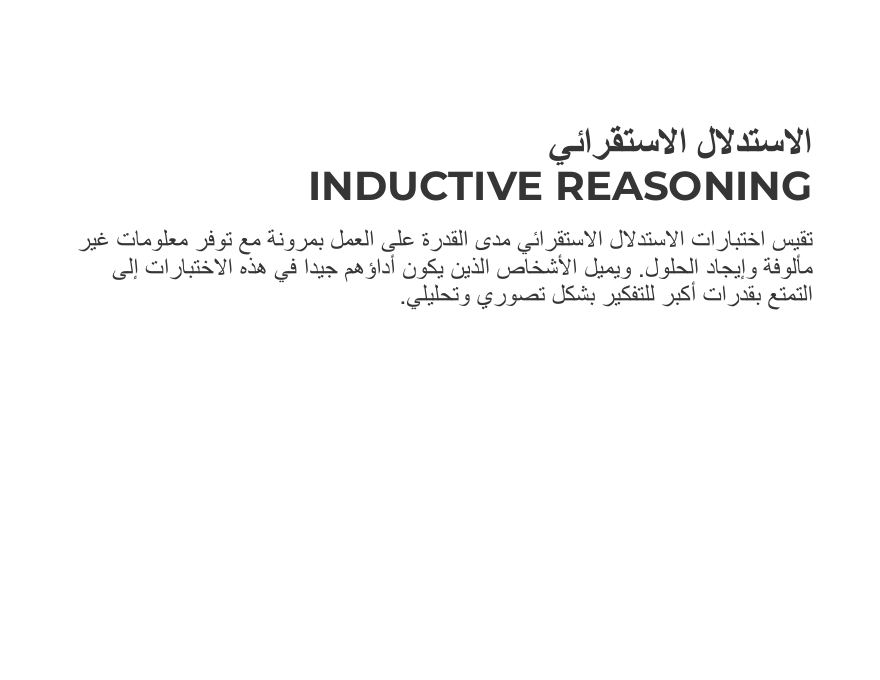 الاستدلال الاستقرائي
INDUCTIVE REASONING
تقيس اختبارات الاستدلال الاستقرائي مدى القدرة على العمل بمرونة مع توفر معلومات غير
مألوفة وإيجاد الحلول. ويميل الأشخاص الذين يكون أداؤهم جيدا في هذه الاختبارات إلى
التمتع بقدرات أكبر للتفكير بشكل تصوري وتحليلي.